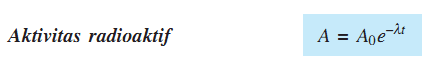 Aktivitas radioaktif A = A₀e^−λt